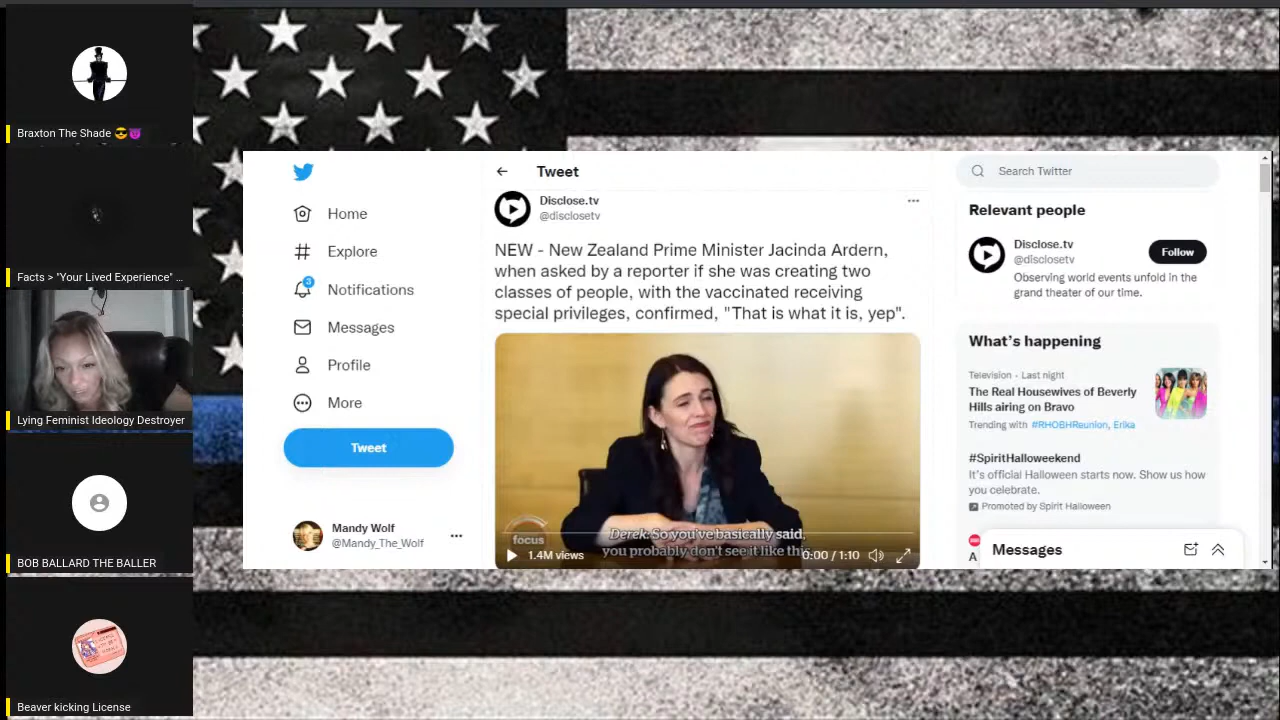 Braxton The Shade 😎😈
Facts > "Your Lived Experience" ...
Lying Feminist Ideology Destroyer
BOB BALLARD THE BALLER
Beaver kicking License
Home
Explore
3
Notifications
Messages
Profile
More
Tweet
Mandy Wolf
@Mandy_The_Wolf
Tweet
Disclose.tv
@disclosetv
NEW - New Zealand Prime Minister Jacinda Ardern,
when asked by a reporter if she was creating two
classes of people, with the vaccinated receiving
special privileges, confirmed, "That is what it is, yep".
focus
Derek: So you've basically said,
you probably don't see it like this
1.4M views
0:00 / 1:10
Search Twitter
Relevant people
Disclose.tv
@disclosetv
Follow
Observing world events unfold in the
grand theater of our time.
What's happening
Television · Last night
The Real Housewives of Beverly
Hills airing on Bravo
Trending with #RHOBHReunion, Erika
#SpiritHalloweekend
It's official Halloween starts now. Show us how
you celebrate.
Promoted by Spirit Halloween
A
Messages